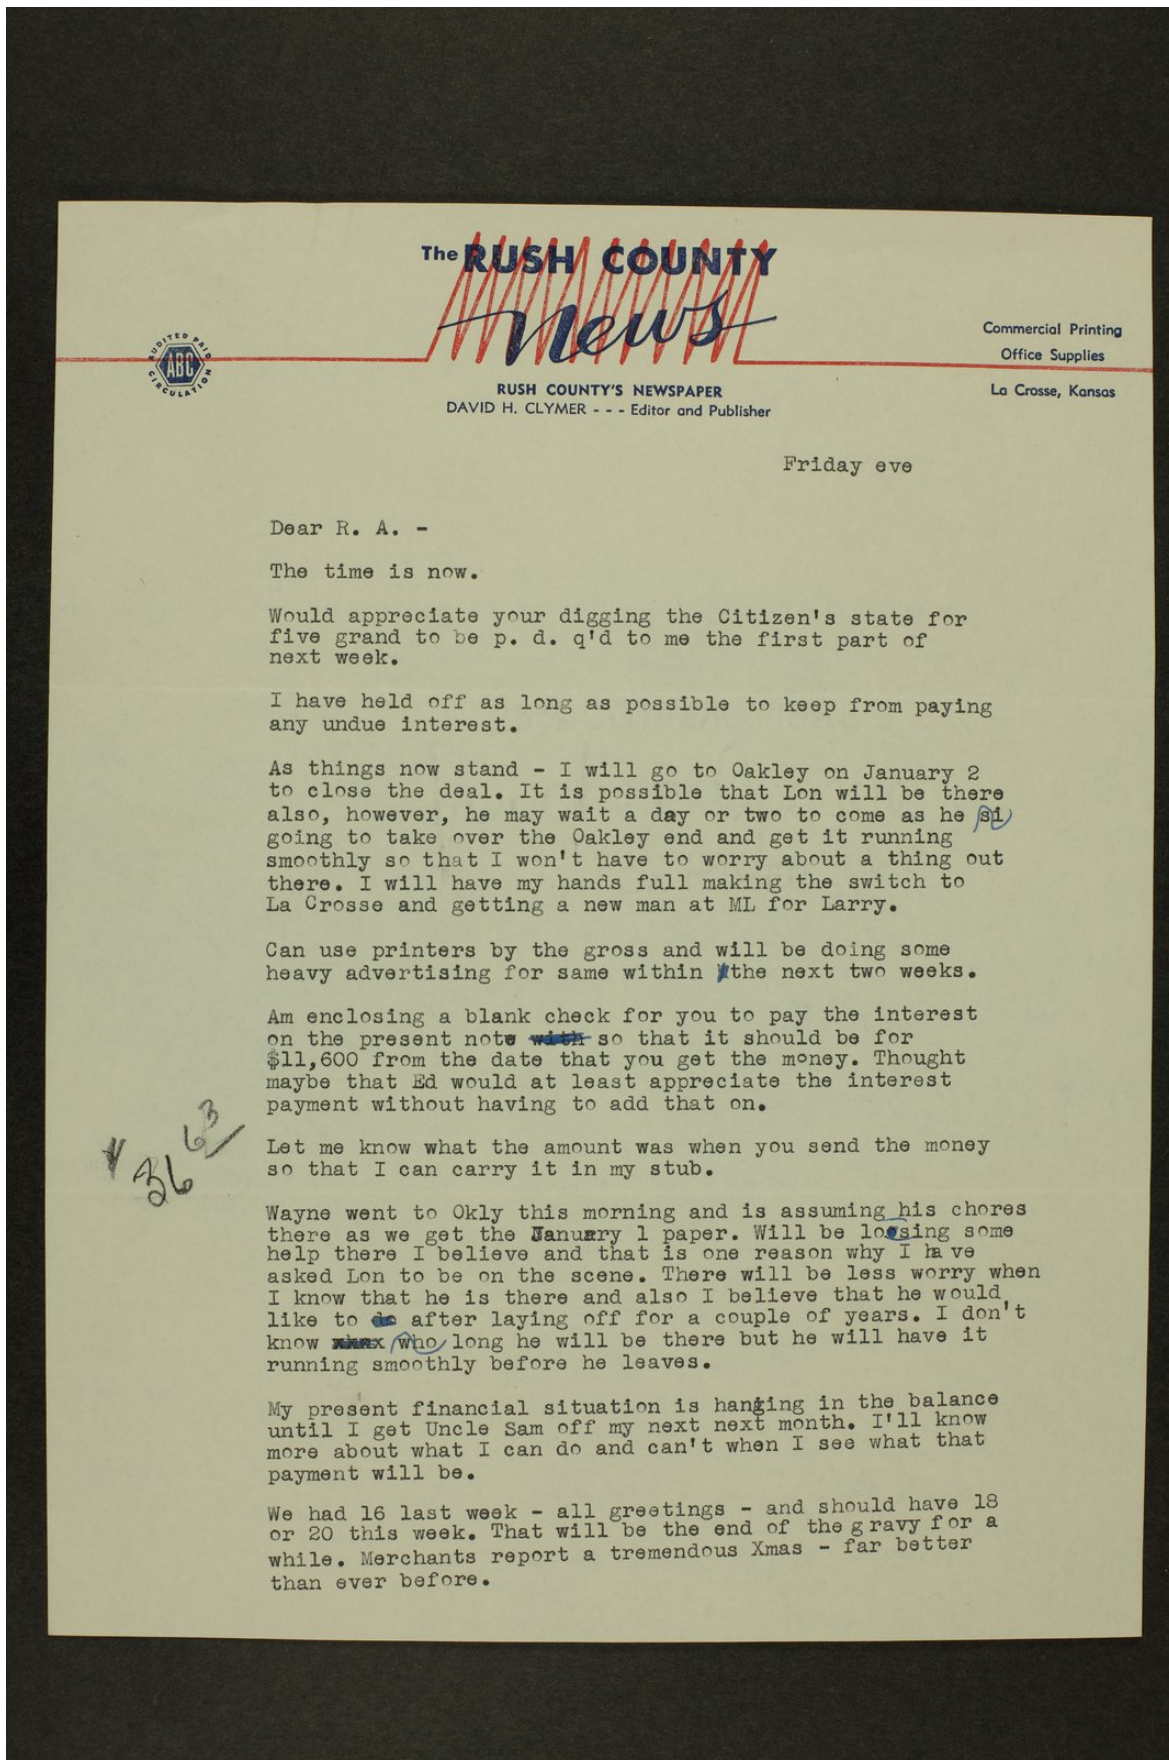 The RUSH COUNTY
News
AUDITED PAID
ABC
CIRCULATION
Commercial Printing
Office Supplies
RUSH COUNTY'S NEWSPAPER
DAVID H. CLYMER - - - Editor and Publisher
La Crosse, Kansas
Friday eve
Dear R. A. -
The time is now.
Would appreciate your digging the Citizen's state for
five grand to be p. d. q'd to me the first part of
next week.
I have held off as long as possible to keep from paying
any undue interest.
As things now stand - I will go to Oakley on January 2
to close the deal. It is possible that Lon will be there
also, however, he may wait a day or two to come as he si
going to take over the Oakley end and get it running
smoothly so that I won't have to worry about a thing out
there. I will have my hands full making the switch to
La Crosse and getting a new man at ML for Larry.
Can use printers by the gross and will be doing some
heavy advertising for same within the next two weeks.
Am enclosing a blank check for you to pay the interest
on the present note with so that it should be for
$11,600 from the date that you get the money. Thought
maybe that Ed would at least appreciate the interest
payment without having to add that on.
Let me know what the amount was when you send the money
so that I can carry it in my stub.
36 63
Wayne went to Okly this morning and is assuming his chores
there as we get the January 1 paper. Will be loosing some
help there I believe and that is one reason why I ha ve
asked Lon to be on the scene. There will be less worry when
I know that he is there and also I believe that he would
like to do after laying off for a couple of years. I don't
know who long he will be there but he will have it
running smoothly before he leaves.
My present financial situation is hanging in the balance
until I get Uncle Sam off my next next month. I'll know
more about what I can do and can't when I see what that
payment will be.
We had 16 last week - all greetings - and should have 18
or 20 this week. That will be the end of the g ravy for a
while. Merchants report a tremendous Xmas - far better
than ever before.